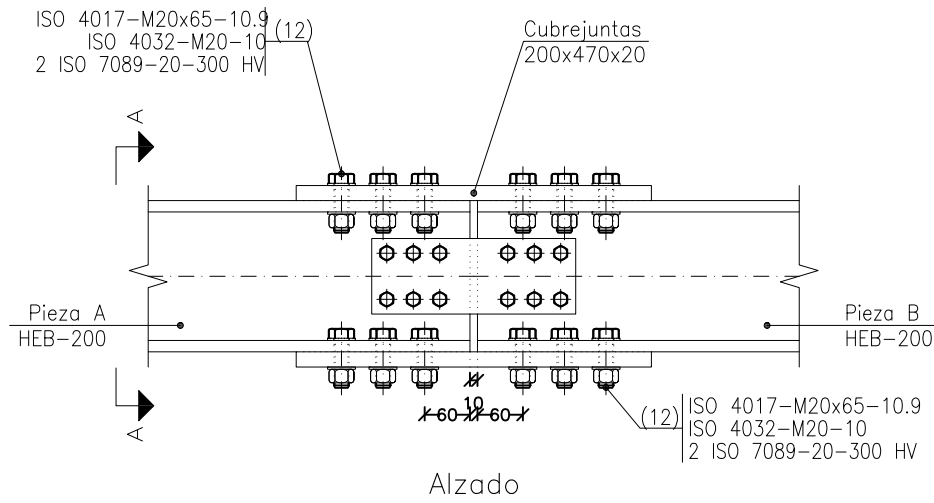 ISO 4017-M20x65-10.9
ISO 4032-M20-10
2 ISO 7089-20-300 HV
(12)
Cubrejuntas
200x470x20
A
Pieza A
HEB-200
Pieza B
HEB-200
A
10
60
60
(12)
ISO 4017-M20x65-10.9
ISO 4032-M20-10
2 ISO 7089-20-300 HV
Alzado